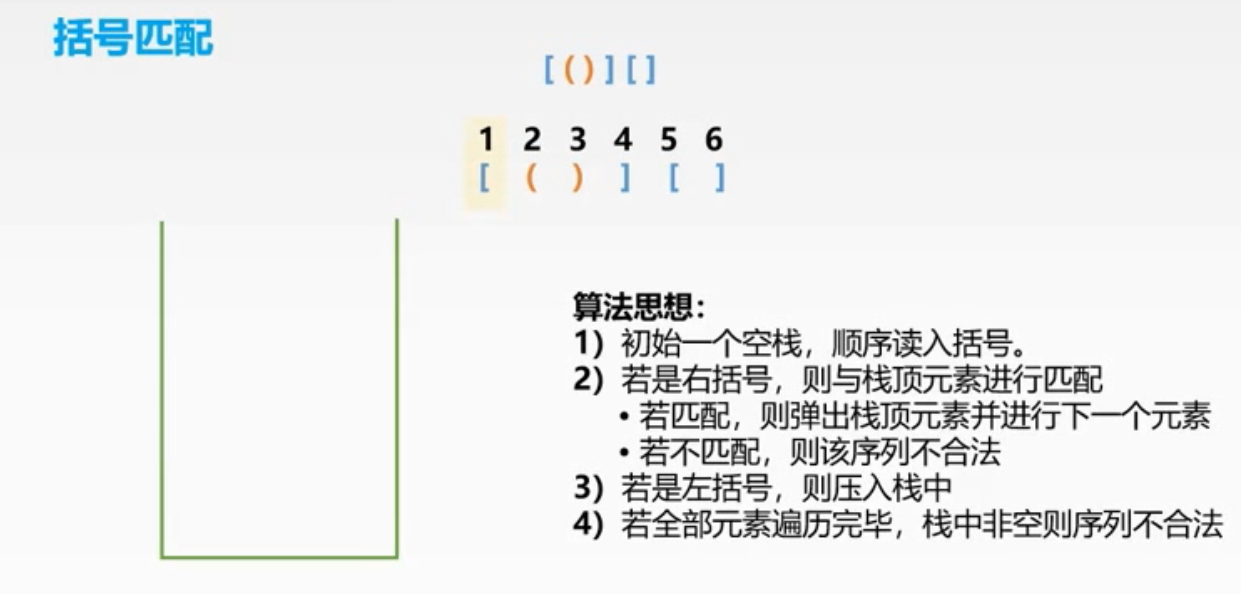 括号匹配
[()][]
1 2 3 4 5 6
[ ( ) ] [ ]
算法思想：
1）初始一个空栈，顺序读入括号。
2）若是右括号，则与栈顶元素进行匹配
• 若匹配，则弹出栈顶元素并进行下一个元素
• 若不匹配，则该序列不合法
3）若是左括号，则压入栈中
4）若全部元素遍历完毕，栈中非空则序列不合法